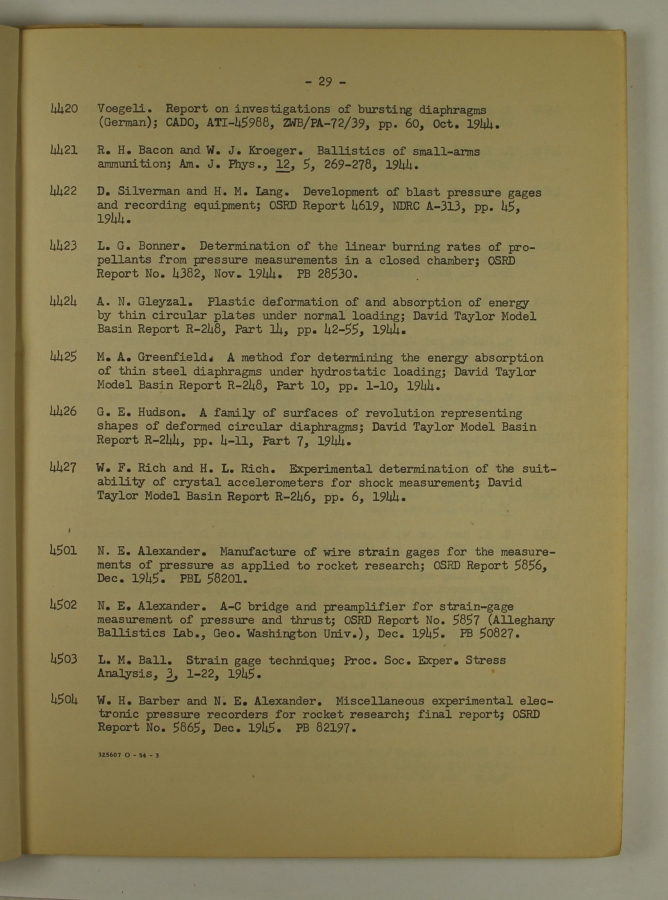 - 29 -
4420 Voegeli. Report on investigations of bursting diaphragms
(German); CADO, ATI-45988, ZWB/PA-72/39, pp. 60, Oct. 1944.
4421 R. H. Bacon and W. J. Kroeger. Ballistics of small-arms
ammunition; Am. J. Phys., 12, 5, 269-278, 1944.
4422 D. Silverman and H. M. Lang. Development of blast pressure gages
and recording equipment; OSRD Report 4619, NDRC A-313, pp. 45,
1944.
4423 L. G. Bonner. Determination of the linear burning rates of pro-
pellants from pressure measurements in a closed chamber; OSRD
Report No. 4382, Nov. 1944. PB 28530.
4424 A. N. Gleyzal. Plastic deformation of and absorption of energy
by thin circular plates under normal loading; David Taylor Model
Basin Report R-248, Part 14, pp. 42-55, 1944.
4425 M. A. Greenfield. A method for determining the energy absorption
of thin steel diaphragms under hydrostatic loading; David Taylor
Model Basin Report R-248, Part 10, pp. 1-10, 1944.
4426 G. E. Hudson. A family of surfaces of revolution representing
shapes of deformed circular diaphragms; David Taylor Model Basin
Report R-244, pp. 4-11, Part 7, 1944.
4427 W. F. Rich and H. L. Rich. Experimental determination of the suit-
ability of crystal accelerometers for shock measurement; David
Taylor Model Basin Report R-246, pp. 6, 1944.
4501 N. E. Alexander. Manufacture of wire strain gages for the measure-
ments of pressure as applied to rocket research; OSRD Report 5856,
Dec. 1945. PBL 58201.
4502 N. E. Alexander. A-C bridge and preamplifier for strain-gage
measurement of pressure and thrust; OSRD Report No. 5857 (Alleghany
Ballistics Lab., Geo. Washington Univ.), Dec. 1945. PB 50827.
4503 L. M. Ball. Strain gage technique; Proc. Soc. Exper. Stress
Analysis, 3, 1-22, 1945.
4504 W. H. Barber and N. E. Alexander. Miscellaneous experimental elec-
tronic pressure recorders for rocket research; final report; OSRD
Report No. 5865, Dec. 1945. PB 82197.
325607 O - 54 - 3